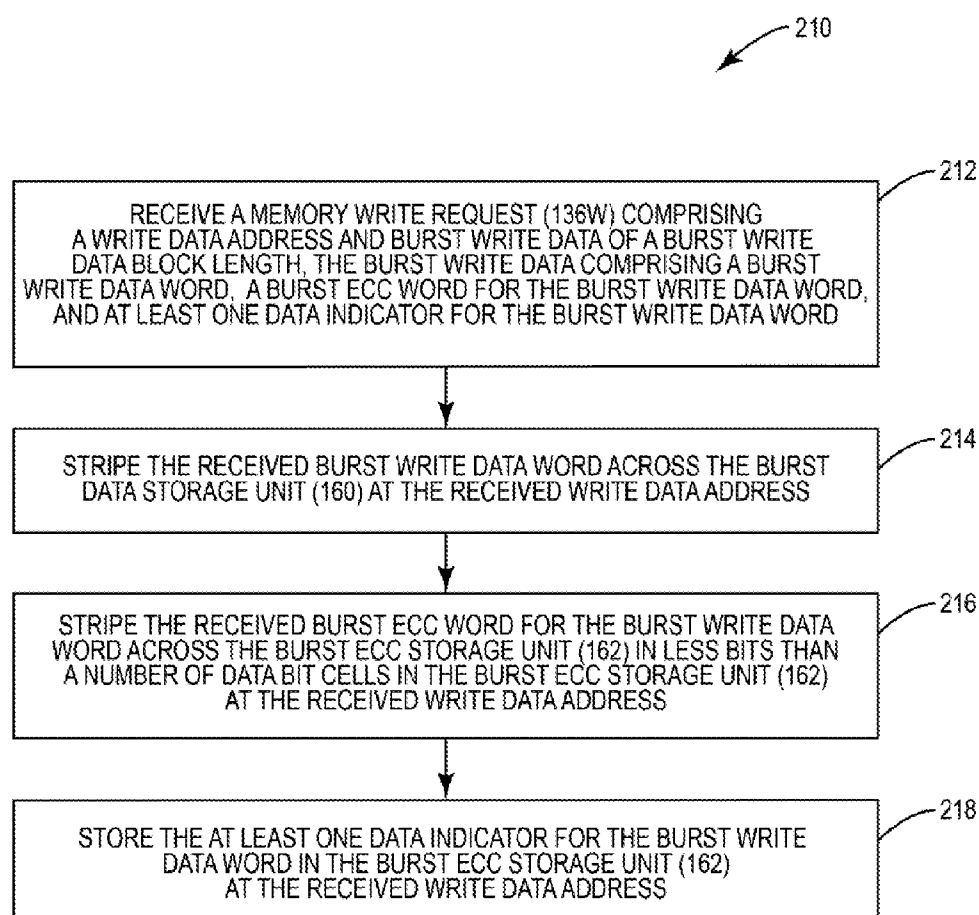 210
212
RECEIVE A MEMORY WRITE REQUEST (136W) COMPRISING
A WRITE DATA ADDRESS AND BURST WRITE DATA OF A BURST WRITE
DATA BLOCK LENGTH, THE BURST WRITE DATA COMPRISING A BURST
WRITE DATA WORD, A BURST ECC WORD FOR THE BURST WRITE DATA WORD,
AND AT LEAST ONE DATA INDICATOR FOR THE BURST WRITE DATA WORD
214
STRIPE THE RECEIVED BURST WRITE DATA WORD ACROSS THE BURST
DATA STORAGE UNIT (160) AT THE RECEIVED WRITE DATA ADDRESS
216
STRIPE THE RECEIVED BURST ECC WORD FOR THE BURST WRITE DATA
WORD ACROSS THE BURST ECC STORAGE UNIT (162) IN LESS BITS THAN
A NUMBER OF DATA BIT CELLS IN THE BURST ECC STORAGE UNIT (162)
AT THE RECEIVED WRITE DATA ADDRESS
218
STORE THE AT LEAST ONE DATA INDICATOR FOR THE BURST WRITE
DATA WORD IN THE BURST ECC STORAGE UNIT (162)
AT THE RECEIVED WRITE DATA ADDRESS